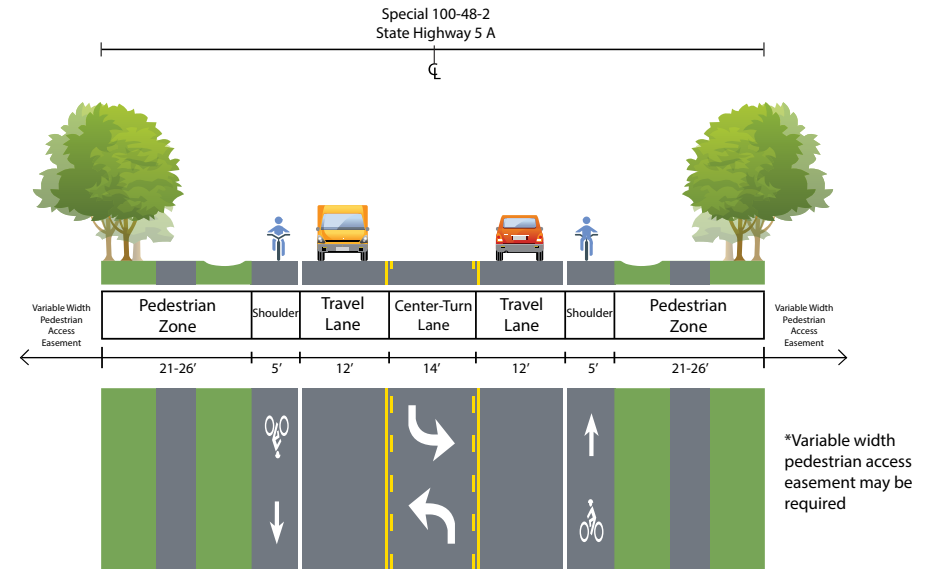 Special 100-48-2
State Highway 5 A
℄
Variable Width
Pedestrian
Access
Easement
Pedestrian
Zone
Shoulder
Travel
Lane
Center-Turn
Lane
Travel
Lane
Shoulder
Pedestrian
Zone
Variable Width
Pedestrian
Access
Easement
21-26’
5’
12’
14’
12’
5’
21-26’
*Variable width
pedestrian access
easement may be
required